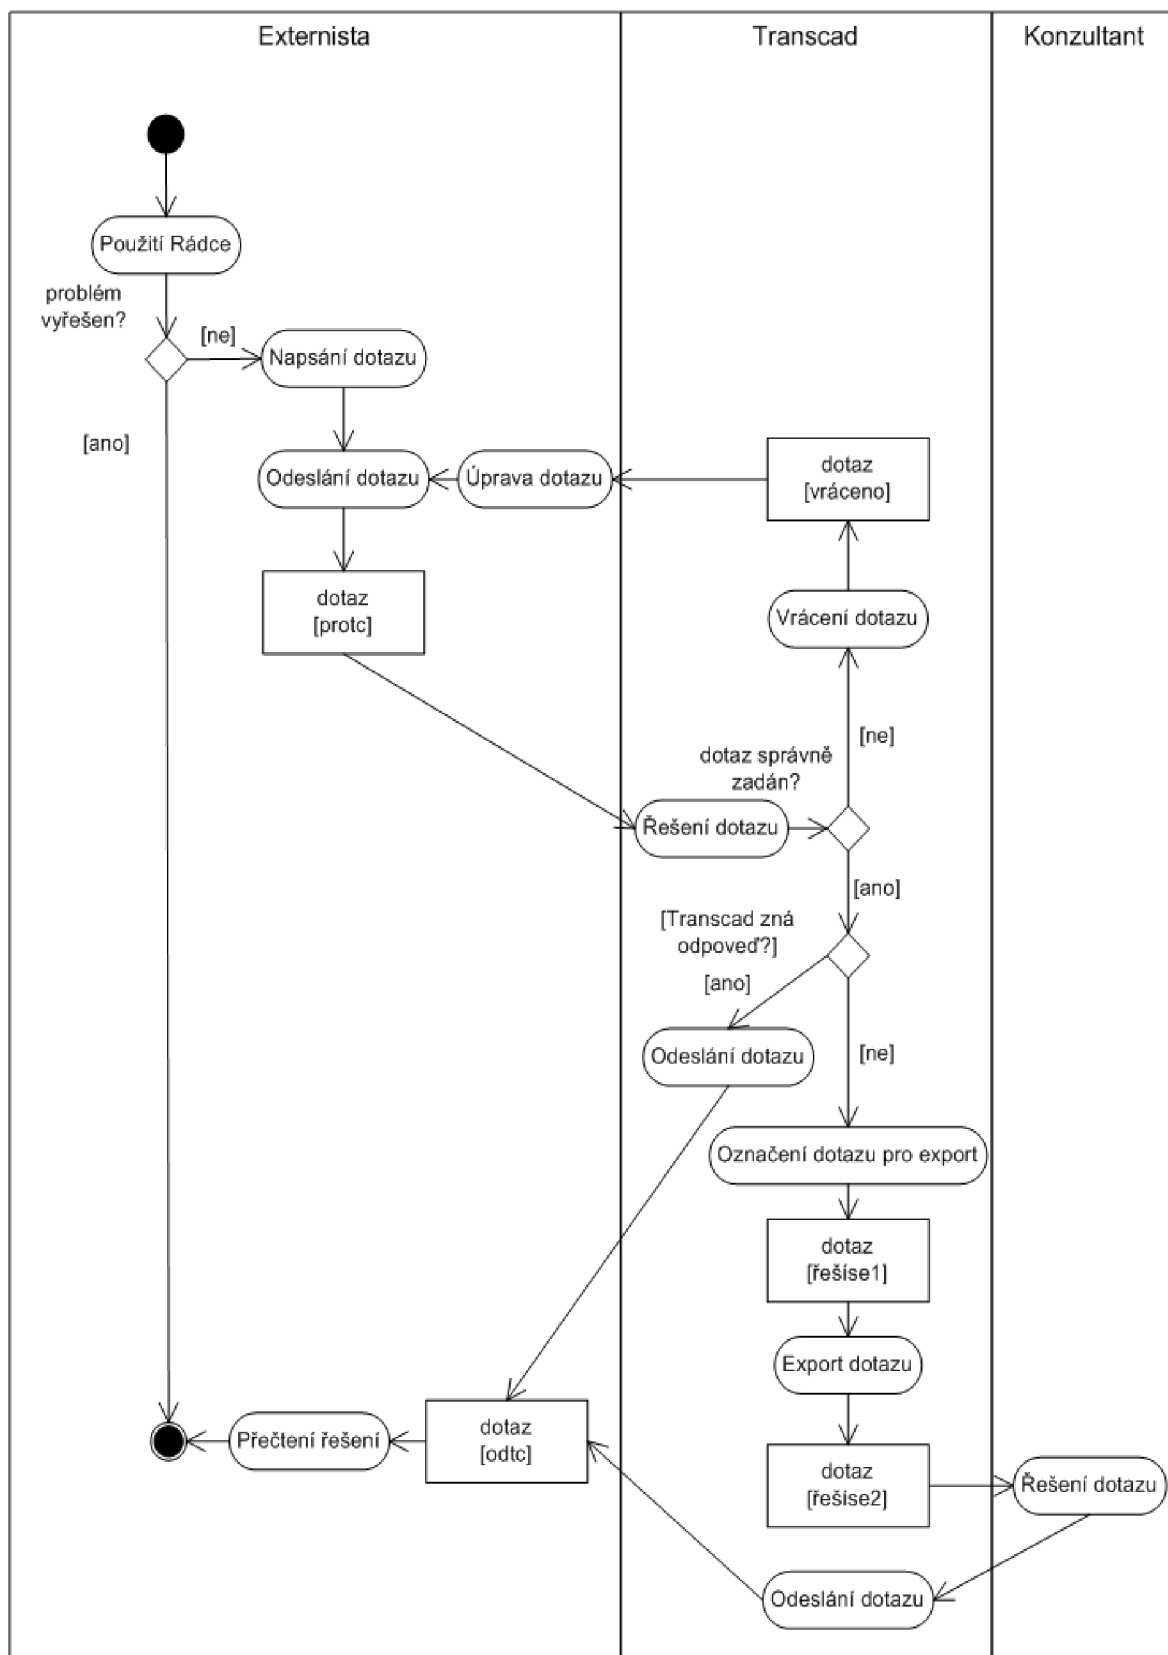 Externista
Transcad
Konzultant
Použití Rádce
problém
vyřešen?
[ne]
Napsání dotazu
[ano]
Odeslání dotazu
Úprava dotazu
dotaz
[vráceno]
dotaz
[protc]
Vrácení dotazu
[ne]
dotaz správně
zadán?
Řešení dotazu
[ano]
[Transcad zná
odpoveď?]
[ano]
Odeslání dotazu
[ne]
Označení dotazu pro export
dotaz
[řešíse1]
Export dotazu
dotaz
[odtc]
Přečtení řešení
dotaz
[řešíse2]
Řešení dotazu
Odeslání dotazu